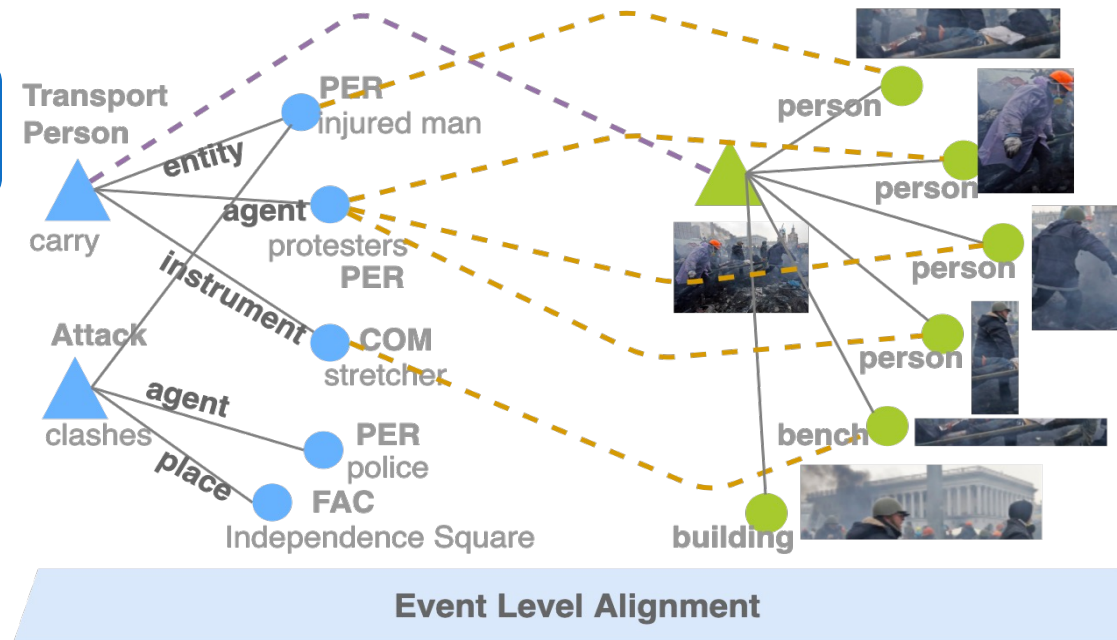 Transport
Person
carry
entity
agent
instrument
PER
injured man
protesters
PER
COM
stretcher
Attack
clashes
agent
place
PER
police
FAC
Independence Square
person
person
person
person
bench
building
Event Level Alignment